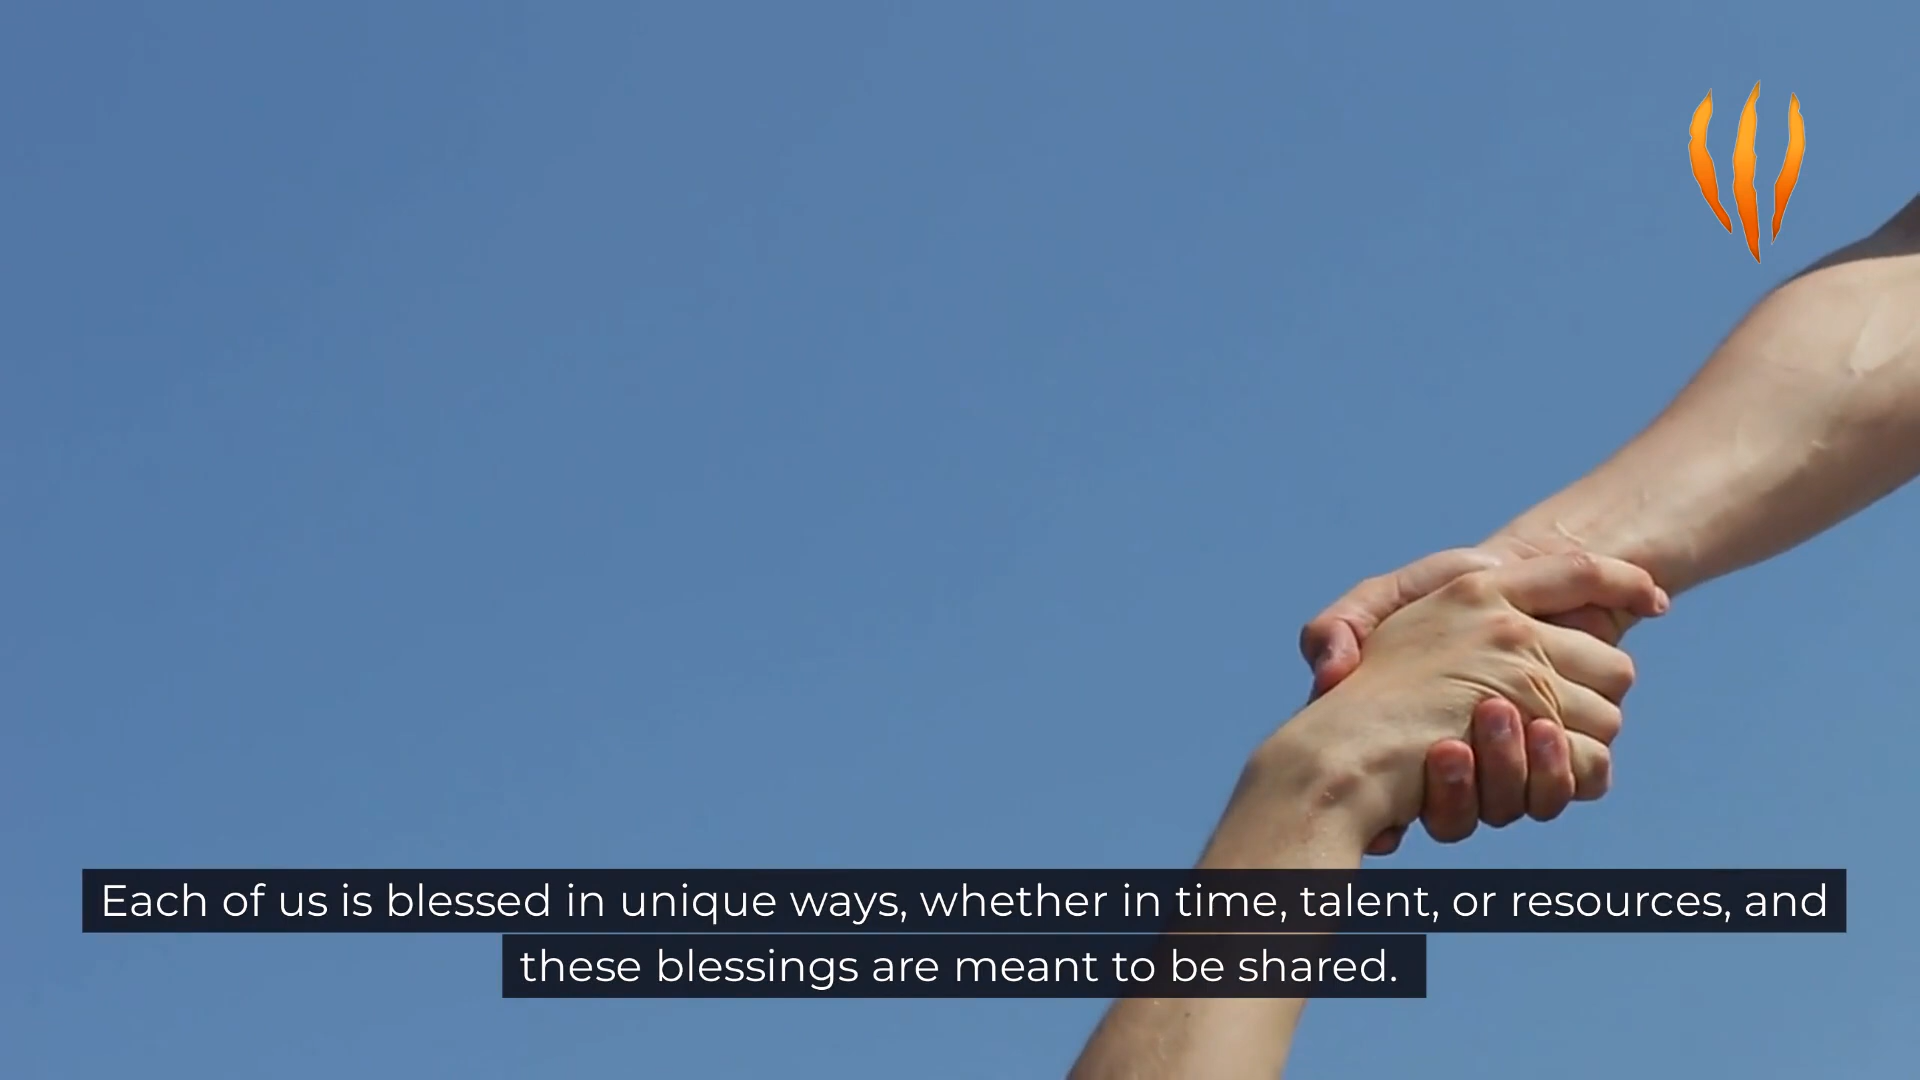 Each of us is blessed in unique ways, whether in time, talent, or resources, and
these blessings are meant to be shared.